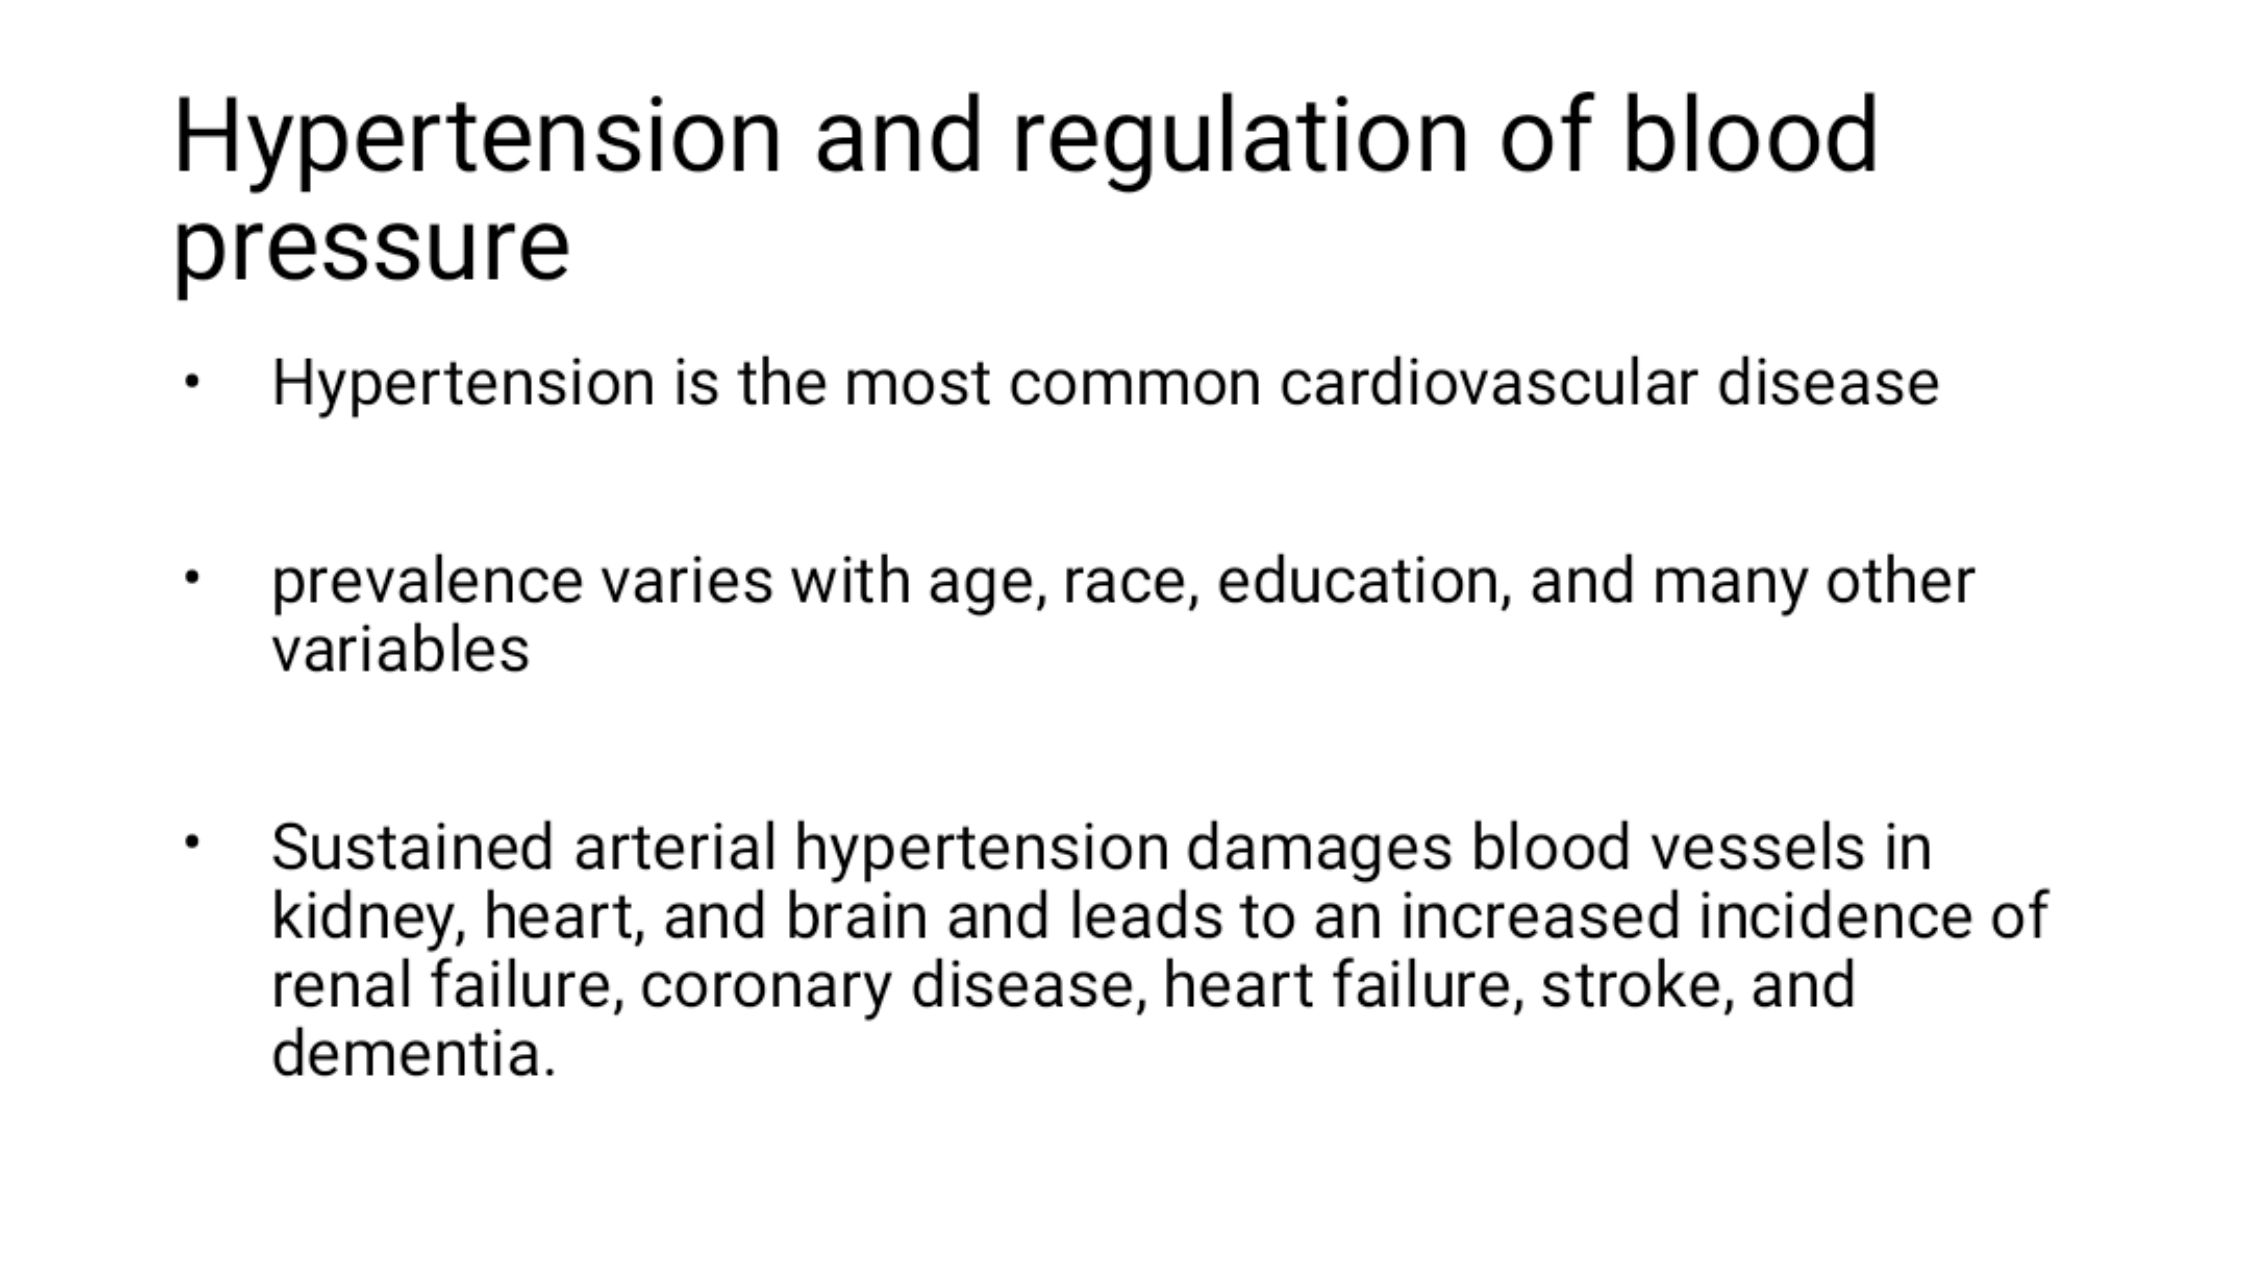 Hypertension and regulation of blood
pressure
• Hypertension is the most common cardiovascular disease
• prevalence varies with age, race, education, and many other
variables
• Sustained arterial hypertension damages blood vessels in
kidney, heart, and brain and leads to an increased incidence of
renal failure, coronary disease, heart failure, stroke, and
dementia.